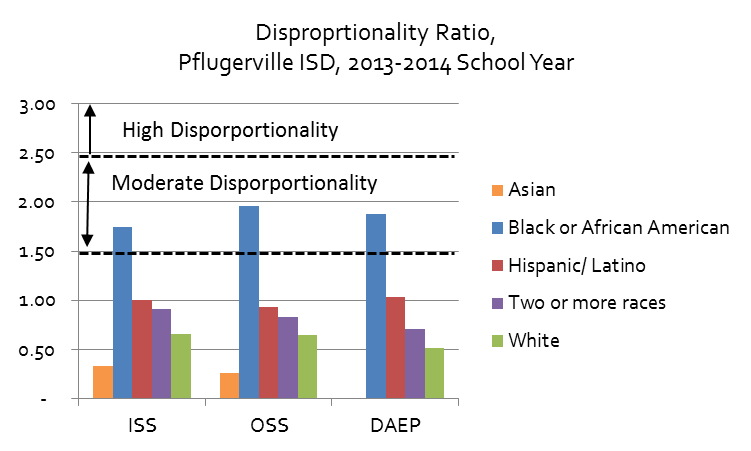 Disproprtionality Ratio,
Pflugerville ISD, 2013-2014 School Year
3.00
High Disporportionality
2.50
Moderate Disporportionality
2.00
1.50
1.00
0.50
-
ISS
OSS
DAEP
Asian
Black or African American
Hispanic/ Latino
Two or more races
White